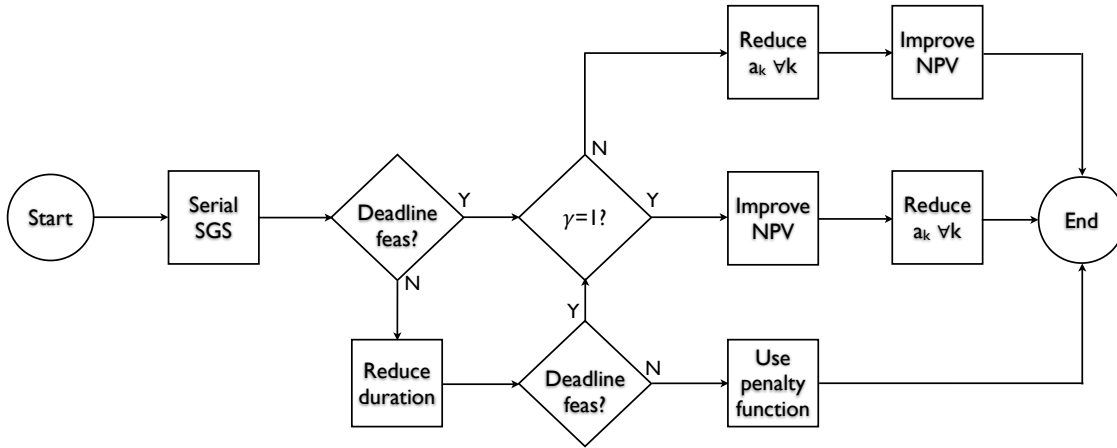 Reduce
aₖ ∀k
Improve
NPV
N
Start
Serial
SGS
Deadline
feas?
Y
γ=1?
Y
Improve
NPV
Reduce
aₖ ∀k
End
N
Y
Reduce
duration
Deadline
feas?
N
Use
penalty
function